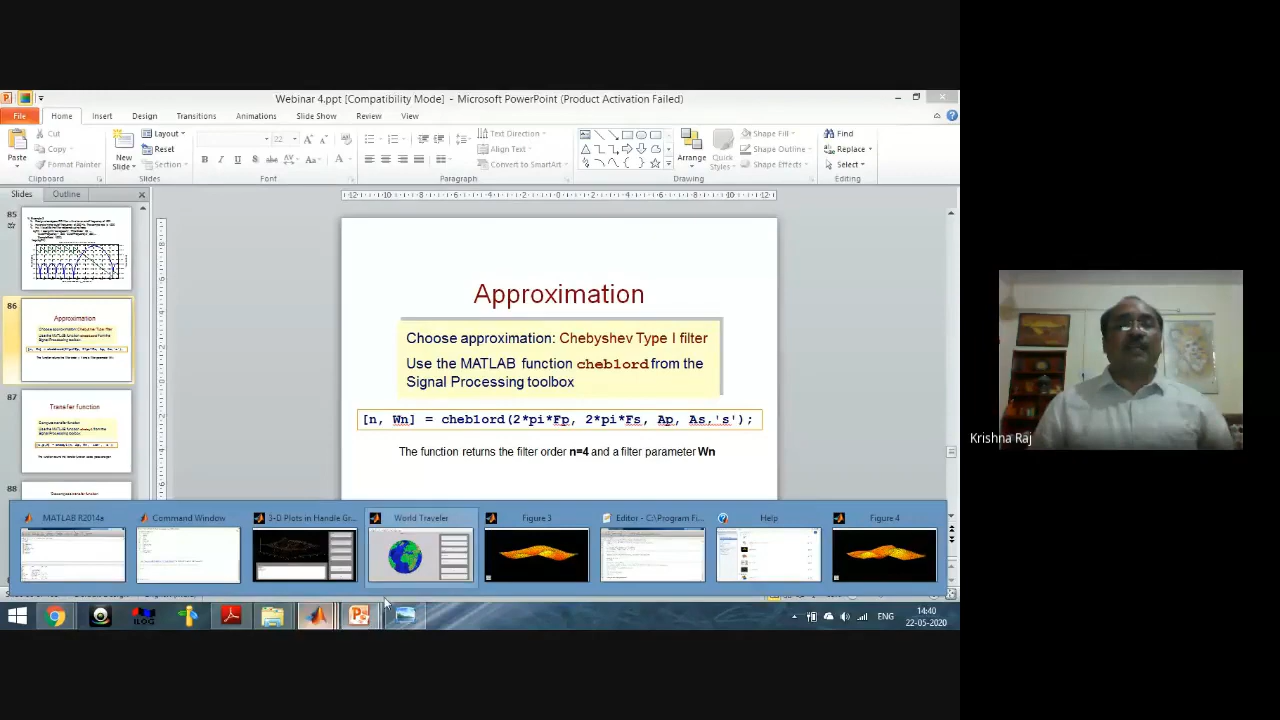 Webinar 4.ppt [Compatibility Mode] - Microsoft PowerPoint (Product Activation Failed)
File Home Insert Design Transitions Animations Slide Show Review View
Paste
Cut
Copy
Format Painter
Clipboard
New
Slide
Layout
Reset
Section
Slides
22
Font
Text Direction
Align Text
Convert to SmartArt
Paragraph
Arrange
Quick
Styles
Shape Fill
Shape Outline
Shape Effects
Drawing
Find
Replace
Select
Editing
Slides Outline
85
86
Approximation
87
Transfer function
88
Approximation
Choose approximation: Chebyshev Type I filter
Use the MATLAB function cheb1ord from the
Signal Processing toolbox
[n, Wn] = cheb1ord(2*pi*Fp, 2*pi*Fs, Ap, As,'s');
The function returns the filter order n=4 and a filter parameter Wn
MATLAB R2014a
Command Window
3-D Plots in Handle Gr...
World Traveler
Figure 3
Editor - C:\Program Fi...
Help
Figure 4
ILOG
ENG
14:40
22-05-2020
Krishna Raj